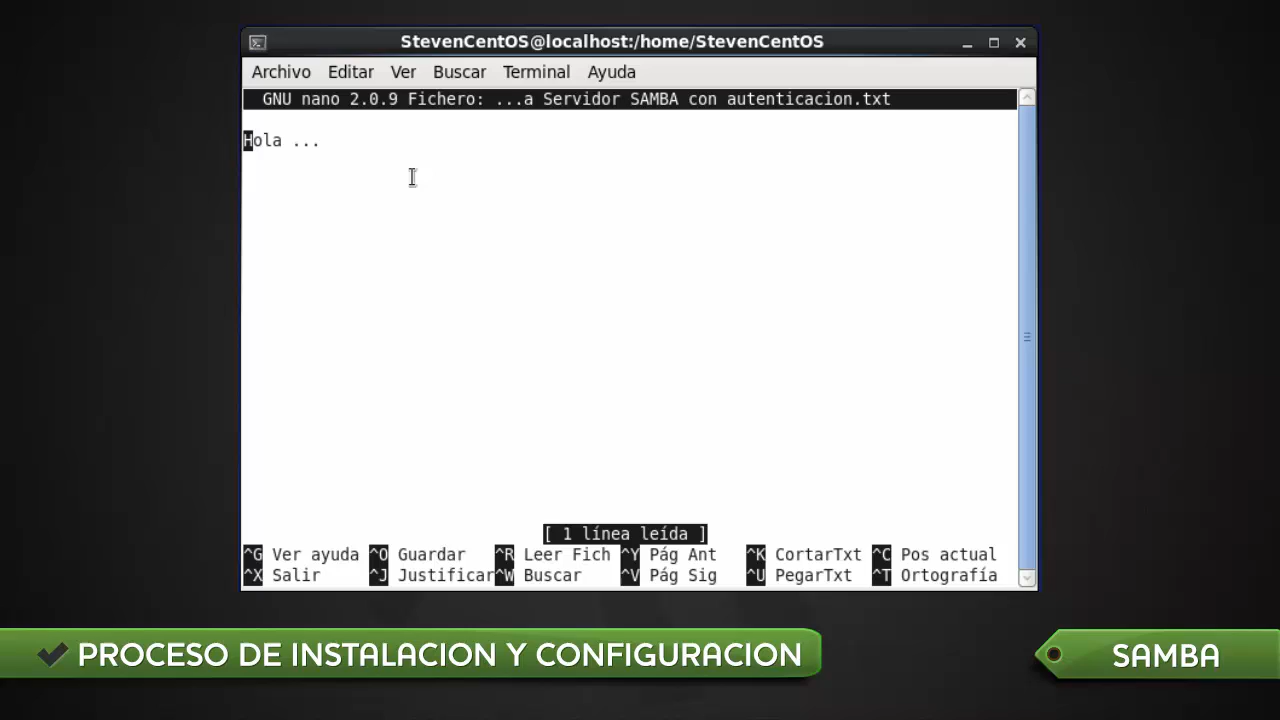 StevenCentOS@localhost:/home/StevenCentOS
Archivo Editar Ver Buscar Terminal Ayuda
GNU nano 2.0.9 Fichero: ...a Servidor SAMBA con autenticacion.txt
Hola ...
[ 1 línea leída ]
^G Ver ayuda ^O Guardar ^R Leer Fich ^Y Pág Ant ^K CortarTxt ^C Pos actual
^X Salir ^J Justificar ^W Buscar ^V Pág Sig ^U PegarTxt ^T Ortografía
PROCESO DE INSTALACION Y CONFIGURACION
SAMBA